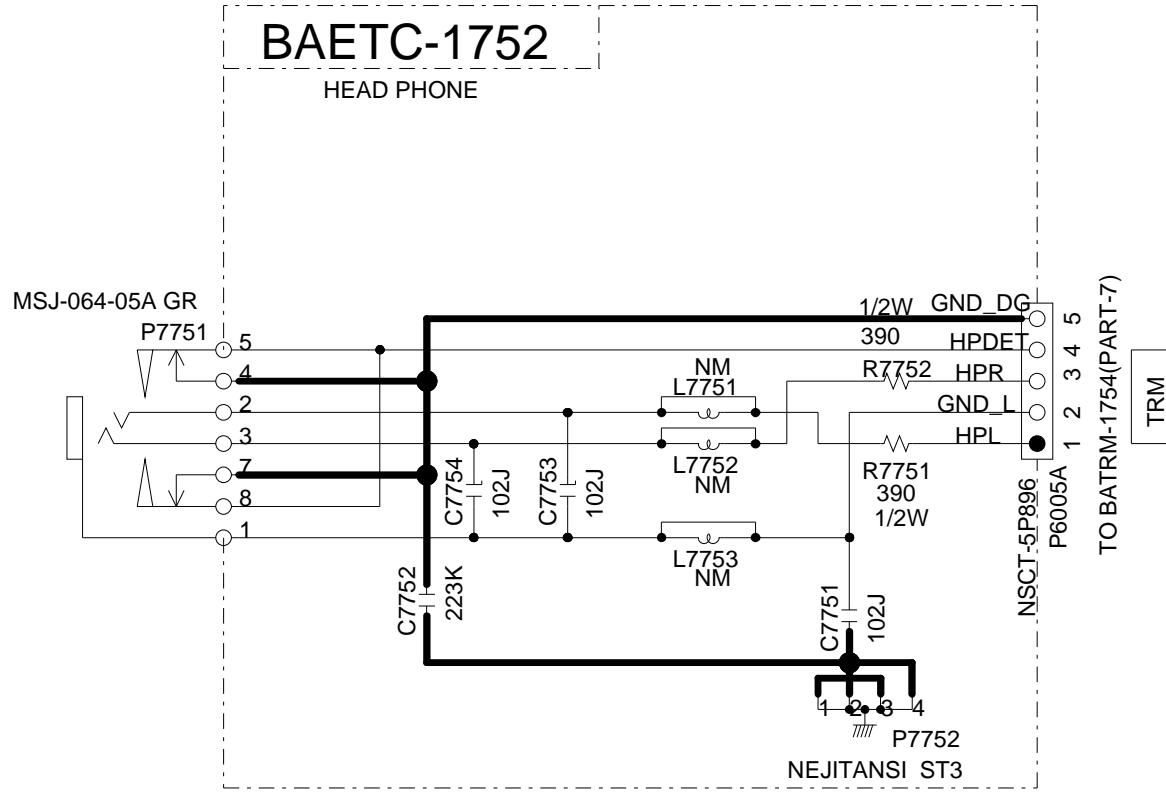 BAETC-1752
HEAD PHONE
MSJ-064-05A GR
P7751
5
4
2
3
7
8
1
1/2W
GND_DG
390
HPDET
R7752
HPR
GND_L
HPL
NM
L7751
L7752
NM
L7753
NM
R7751
390
1/2W
C7754
102J
C7753
102J
C7752
223K
C7751
102J
5
4
3
2
1
NSCT-5P896
P6005A
TO BATRM-1754(PART-7)
TRM
1
2
3
4
P7752
NEJITANSI ST3